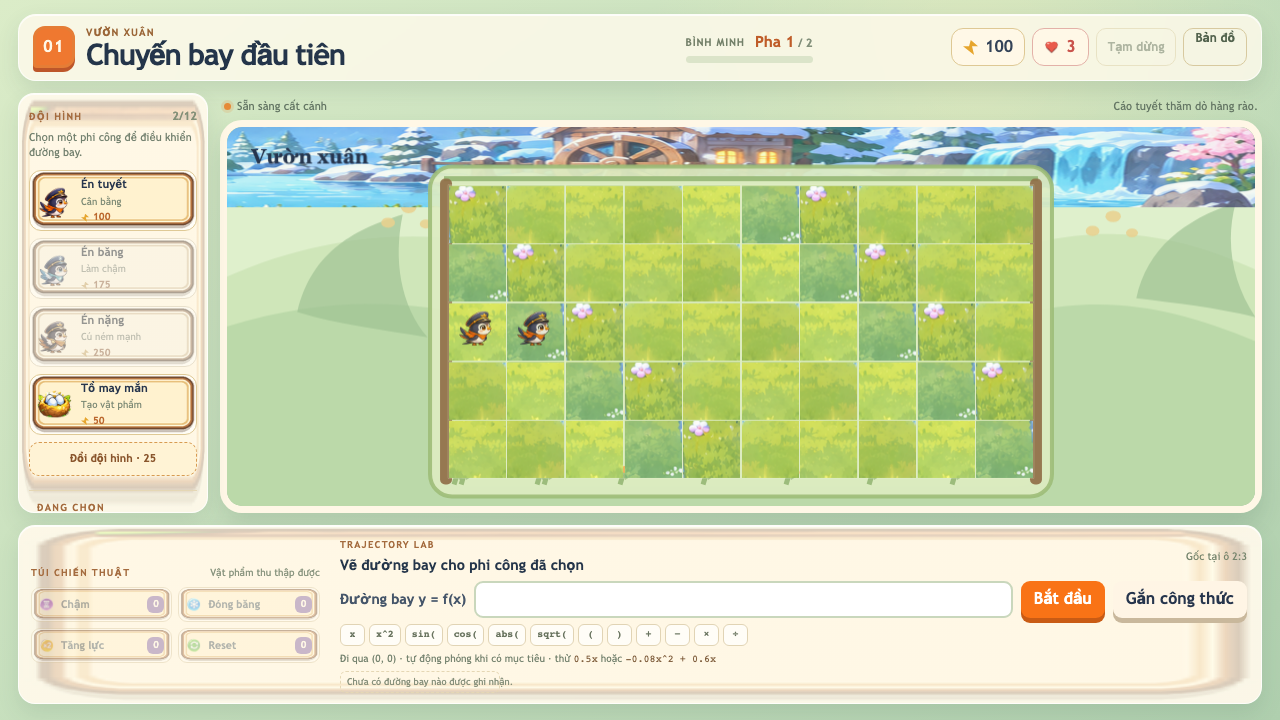 01
VƯỜN XUÂN
Chuyến bay đầu tiên
BÌNH MINH Pha 1 / 2
100
3
Tạm dừng
Bản đồ
ĐỘI HÌNH 2/12
Chọn một phi công để điều khiển
đường bay.
Én tuyết
Cân bằng
100
Én băng
Làm chậm
175
Én nặng
Cú ném mạnh
250
Tổ may mắn
Tạo vật phẩm
50
Đổi đội hình · 25
ĐANG CHỌN
Sẵn sàng cất cánh
Cáo tuyết thăm dò hàng rào.
Vườn xuân
TÚI CHIẾN THUẬT
Vật phẩm thu thập được
Chậm 0
Đóng băng 0
Tăng lực 0
Reset 0
TRAJECTORY LAB
Vẽ đường bay cho phi công đã chọn
Gốc tại ô 2:3
Đường bay y = f(x)
Bắt đầu
Gắn công thức
x x^2 sin( cos( abs( sqrt( ( ) + − × ÷
Đi qua (0, 0) · tự động phóng khi có mục tiêu · thử 0.5x hoặc −0.08x^2 + 0.6x
Chưa có đường bay nào được ghi nhận.